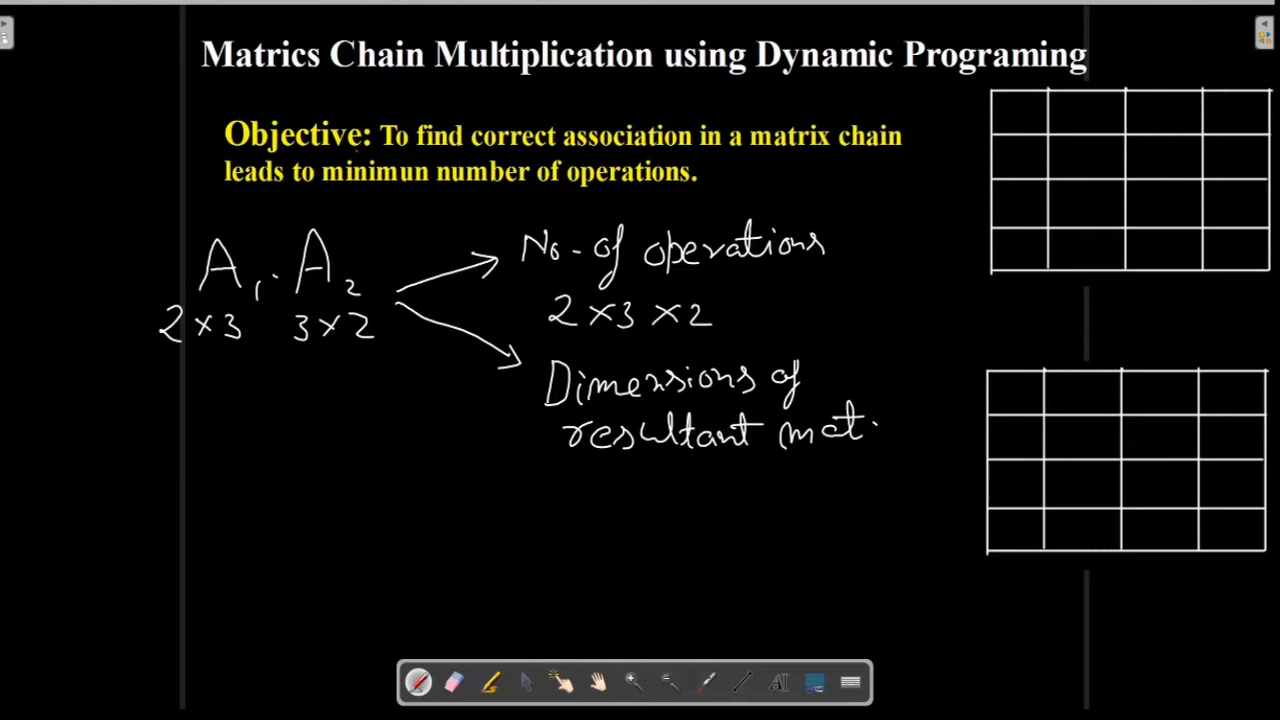 Matrics Chain Multiplication using Dynamic Programing
Objective: To find correct association in a matrix chain
leads to minimun number of operations.
A₁ · A₂
2×3 3×2
No. of operations
2×3×2
Dimensions of
resultant mat.
AI